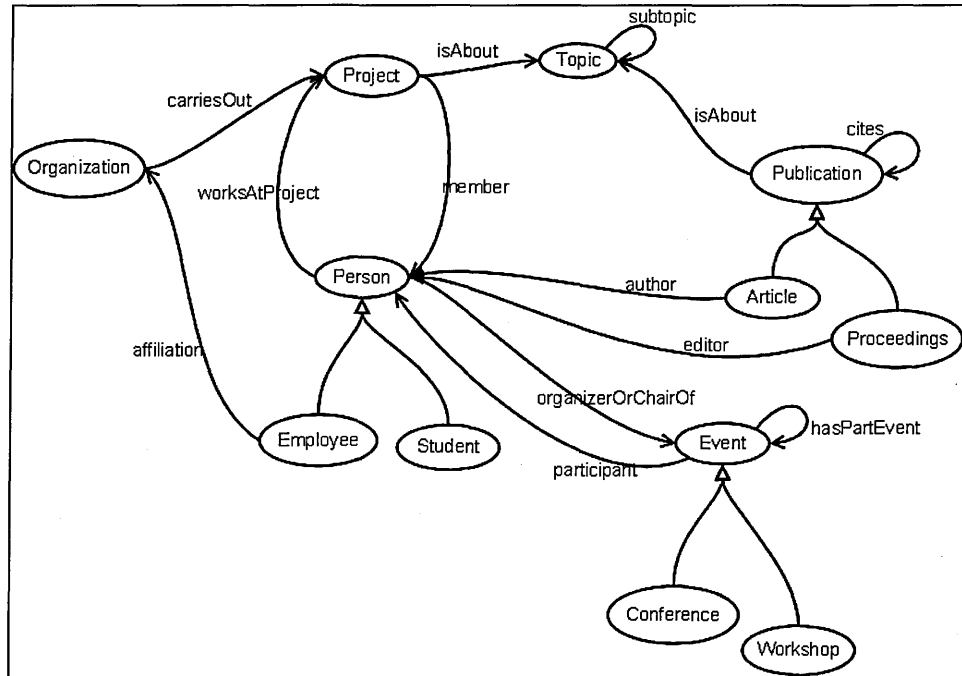 subtopic
isAbout
Topic
Project
carriesOut
isAbout
cites
Organization
worksAtProject
member
Publication
Person
author
Article
affiliation
editor
Proceedings
organizerOrChairOf
Employee
Student
Event
hasPartEvent
participant
Conference
Workshop